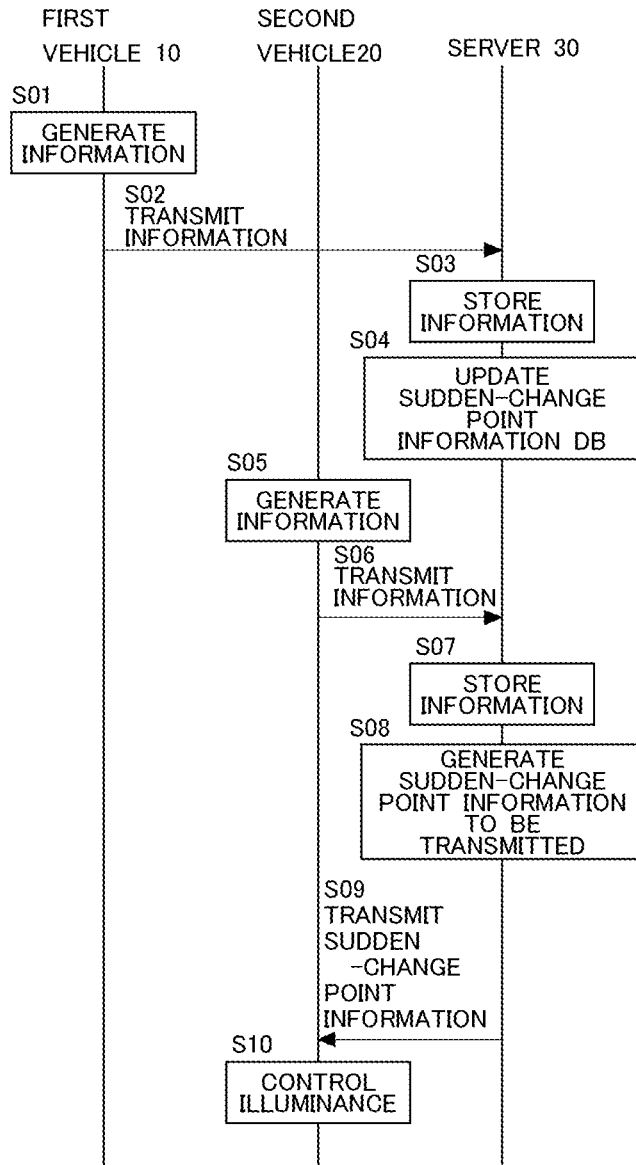 FIRST
VEHICLE 10
SECOND
VEHICLE20
SERVER 30
S01
GENERATE
INFORMATION
S02
TRANSMIT
INFORMATION
S03
STORE
INFORMATION
S04
UPDATE
SUDDEN-CHANGE
POINT
INFORMATION DB
S05
GENERATE
INFORMATION
S06
TRANSMIT
INFORMATION
S07
STORE
INFORMATION
S08
GENERATE
SUDDEN-CHANGE
POINT INFORMATION
TO BE
TRANSMITTED
S09
TRANSMIT
SUDDEN
-CHANGE
POINT
INFORMATION
S10
CONTROL
ILLUMINANCE